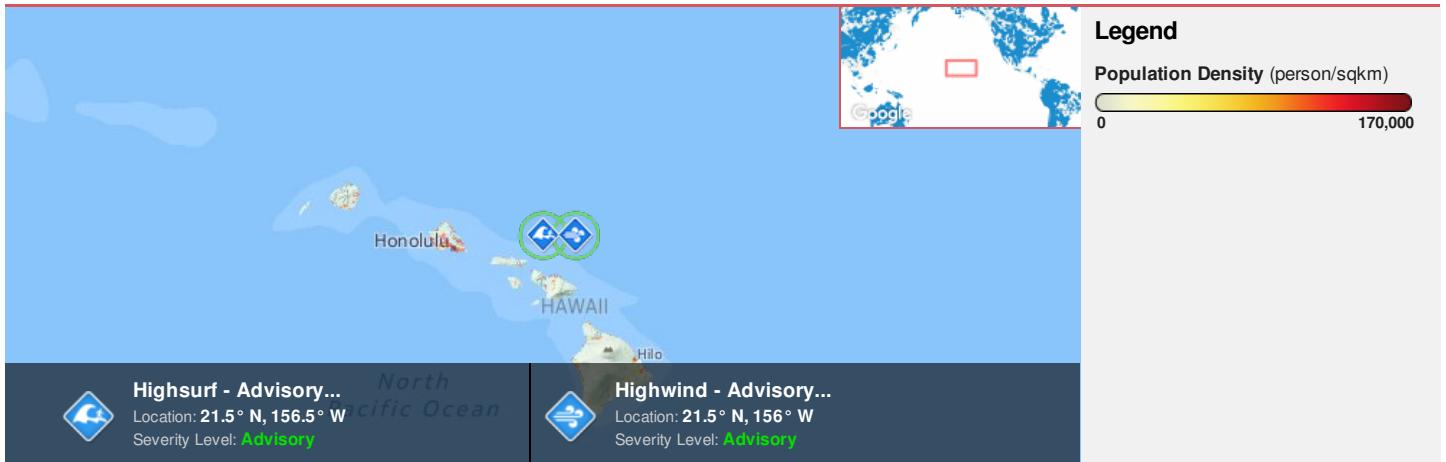 Google
Honolulu
HAWAII
Hilo
North
Pacific Ocean
Legend
Population Density (person/sqkm)
0 170,000
Highsurf - Advisory...
Location: 21.5° N, 156.5° W
Severity Level: Advisory
Highwind - Advisory...
Location: 21.5° N, 156° W
Severity Level: Advisory